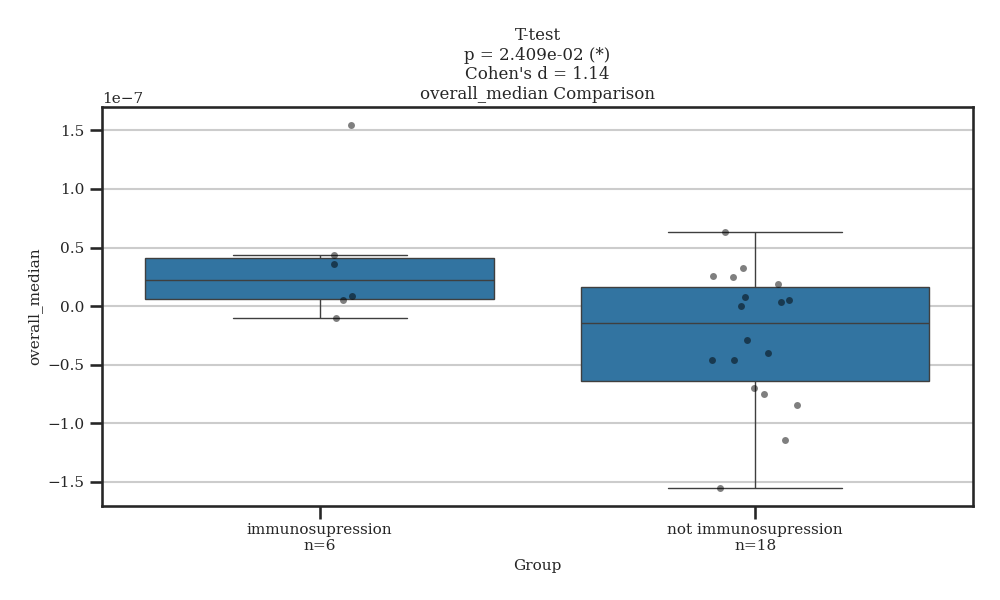 T-test
p = 2.409e-02 (*)
Cohen's d = 1.14
overall_median Comparison
1e−7
1.5
1.0
0.5
0.0
−0.5
−1.0
−1.5
overall_median
immunosupression
n=6
not immunosupression
n=18
Group